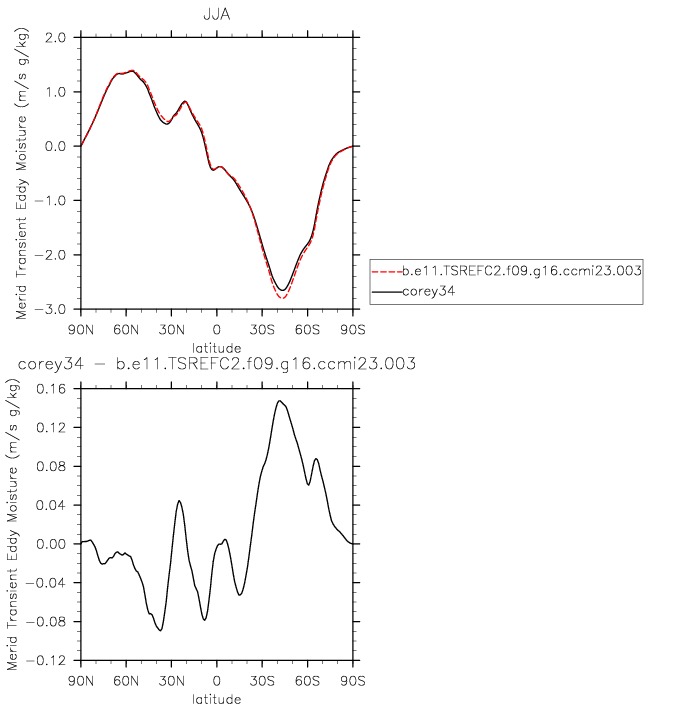 JJA
Merid Transient Eddy Moisture (m/s g/kg)
2.0
1.0
0.0
−1.0
−2.0
−3.0
90N 60N 30N 0 30S 60S 90S
latitude
b.e11.TSREFC2.f09.g16.ccmi23.003
corey34
corey34 − b.e11.TSREFC2.f09.g16.ccmi23.003
Merid Transient Eddy Moisture (m/s g/kg)
0.16
0.12
0.08
0.04
0.00
−0.04
−0.08
−0.12
90N 60N 30N 0 30S 60S 90S
latitude